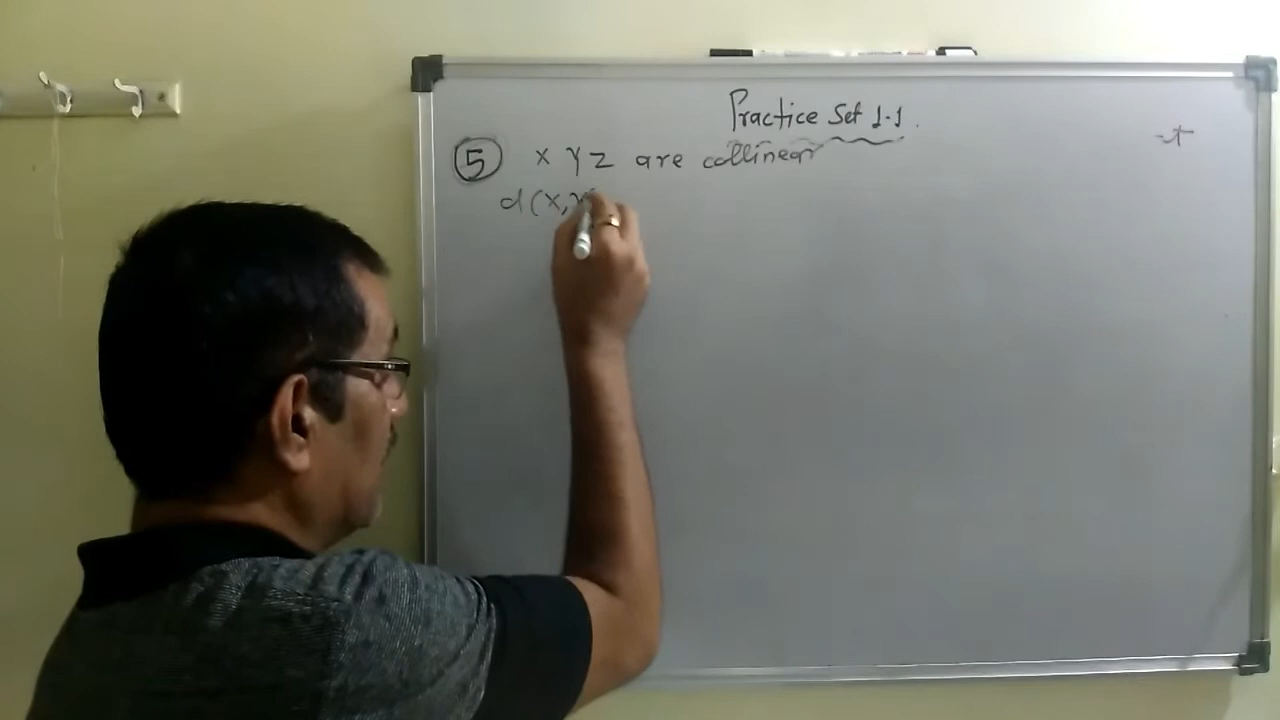 Practice Set 1.1.
5 X Y Z are collinear
d(X,Y